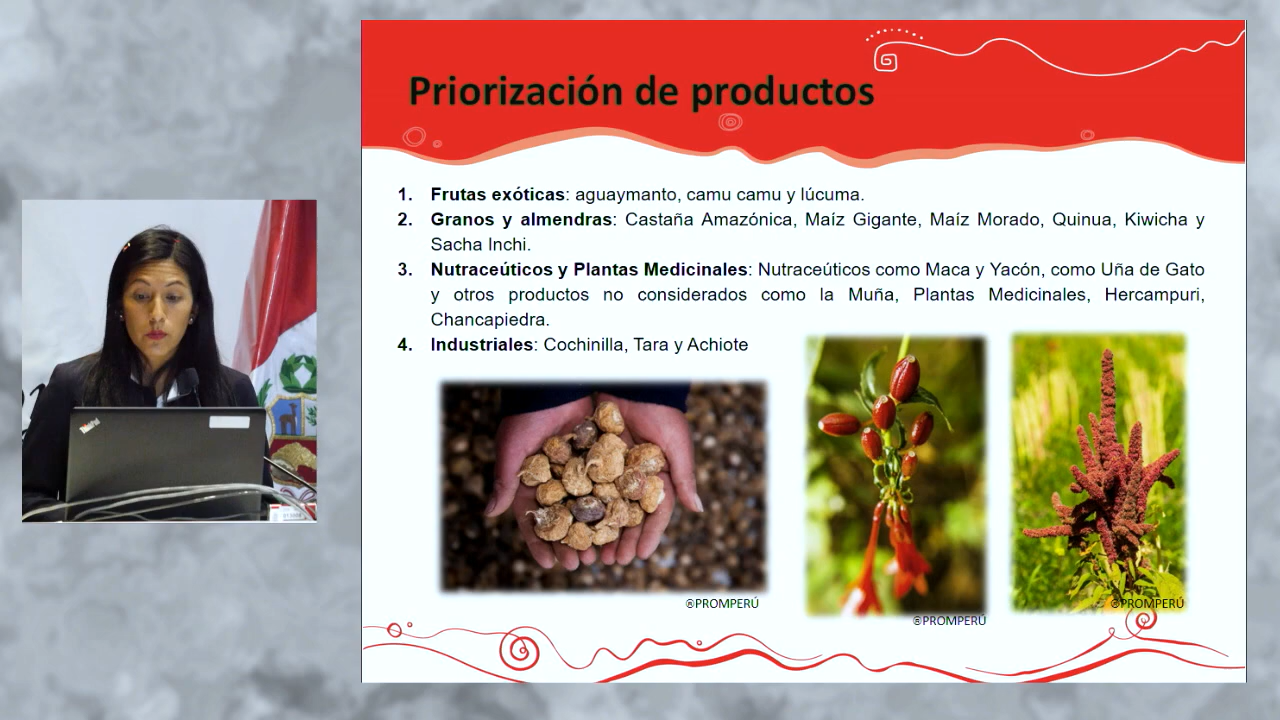 Priorización de productos
1. Frutas exóticas: aguaymanto, camu camu y lúcuma.
2. Granos y almendras: Castaña Amazónica, Maíz Gigante, Maíz Morado, Quinua, Kiwicha y
Sacha Inchi.
3. Nutraceúticos y Plantas Medicinales: Nutraceúticos como Maca y Yacón, como Uña de Gato
y otros productos no considerados como la Muña, Plantas Medicinales, Hercampuri,
Chancapiedra.
4. Industriales: Cochinilla, Tara y Achiote
®PROMPERÚ
®PROMPERÚ
®PROMPERÚ
ThinkPad